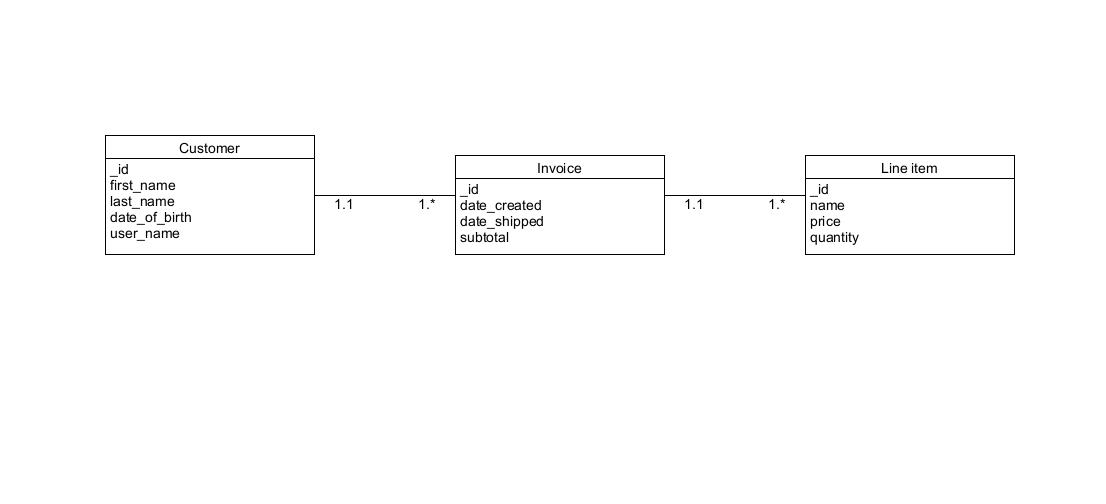 Customer
_id
first_name
last_name
date_of_birth
user_name
1.1
1.*
Invoice
_id
date_created
date_shipped
subtotal
1.1
1.*
Line item
_id
name
price
quantity